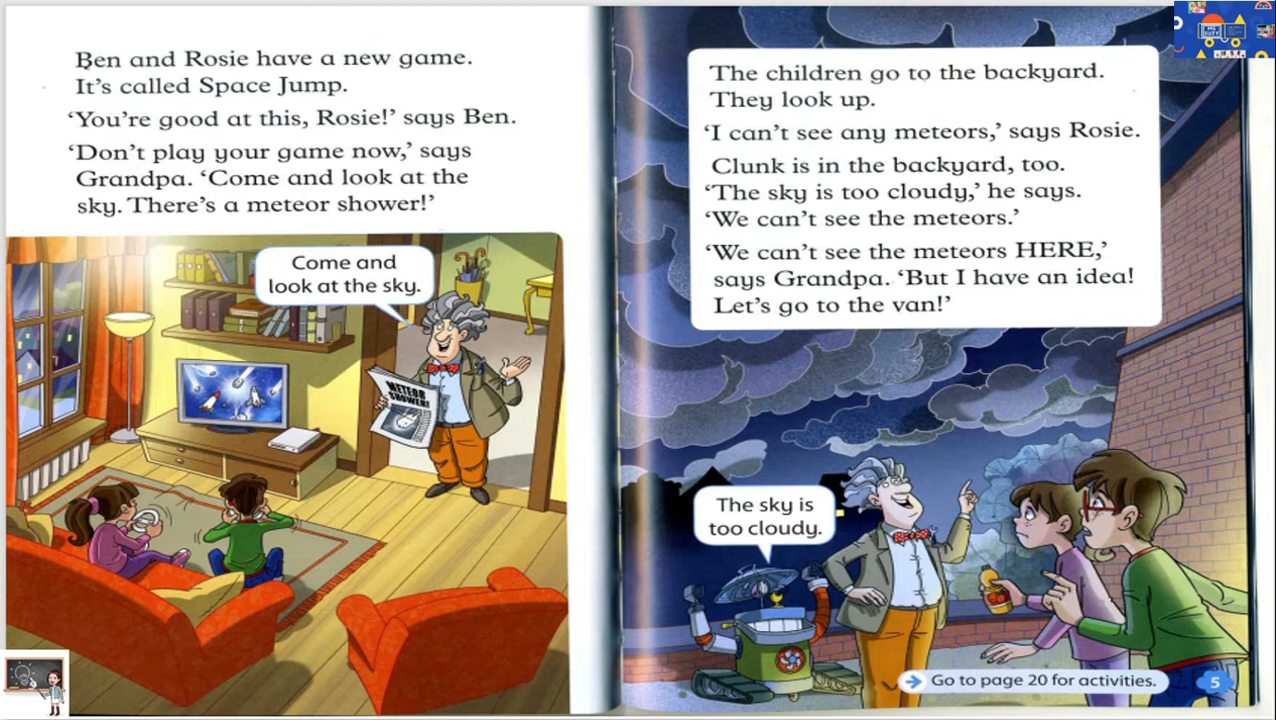 Ben and Rosie have a new game.
It's called Space Jump.
'You're good at this, Rosie!' says Ben.
'Don't play your game now,' says
Grandpa. 'Come and look at the
sky. There's a meteor shower!'
Come and
look at the sky.
METEOR
SHOWER!
The children go to the backyard.
They look up.
'I can't see any meteors,' says Rosie.
Clunk is in the backyard, too.
'The sky is too cloudy,' he says.
'We can't see the meteors.'
'We can't see the meteors HERE,'
says Grandpa. 'But I have an idea!
Let's go to the van!'
The sky is
too cloudy.
Go to page 20 for activities.
5